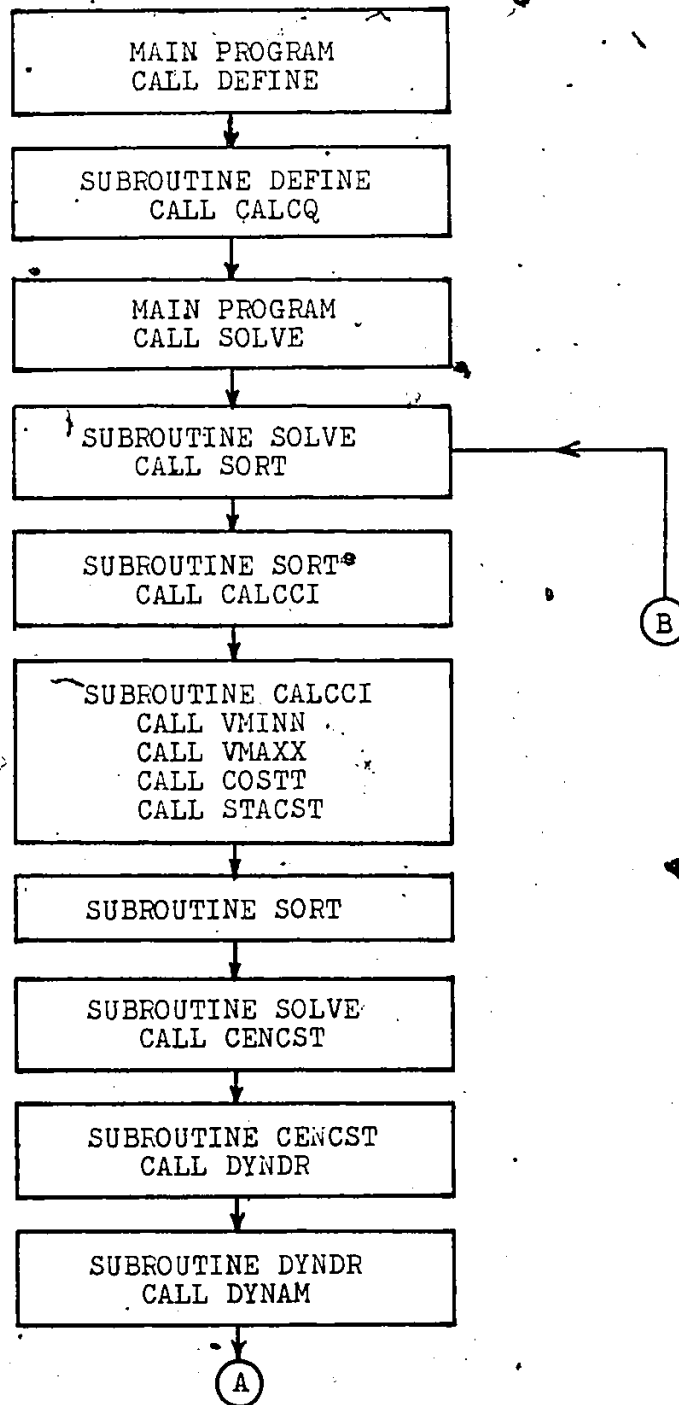 MAIN PROGRAM
CALL DEFINE
SUBROUTINE DEFINE
CALL CALCQ
MAIN PROGRAM
CALL SOLVE
SUBROUTINE SOLVE
CALL SORT
SUBROUTINE SORT
CALL CALCCI
B
SUBROUTINE CALCCI
CALL VMINN
CALL VMAXX
CALL COSTT
CALL STACST
SUBROUTINE SORT
SUBROUTINE SOLVE
CALL CENCST
SUBROUTINE CENCST
CALL DYNDR
SUBROUTINE DYNDR
CALL DYNAM
A